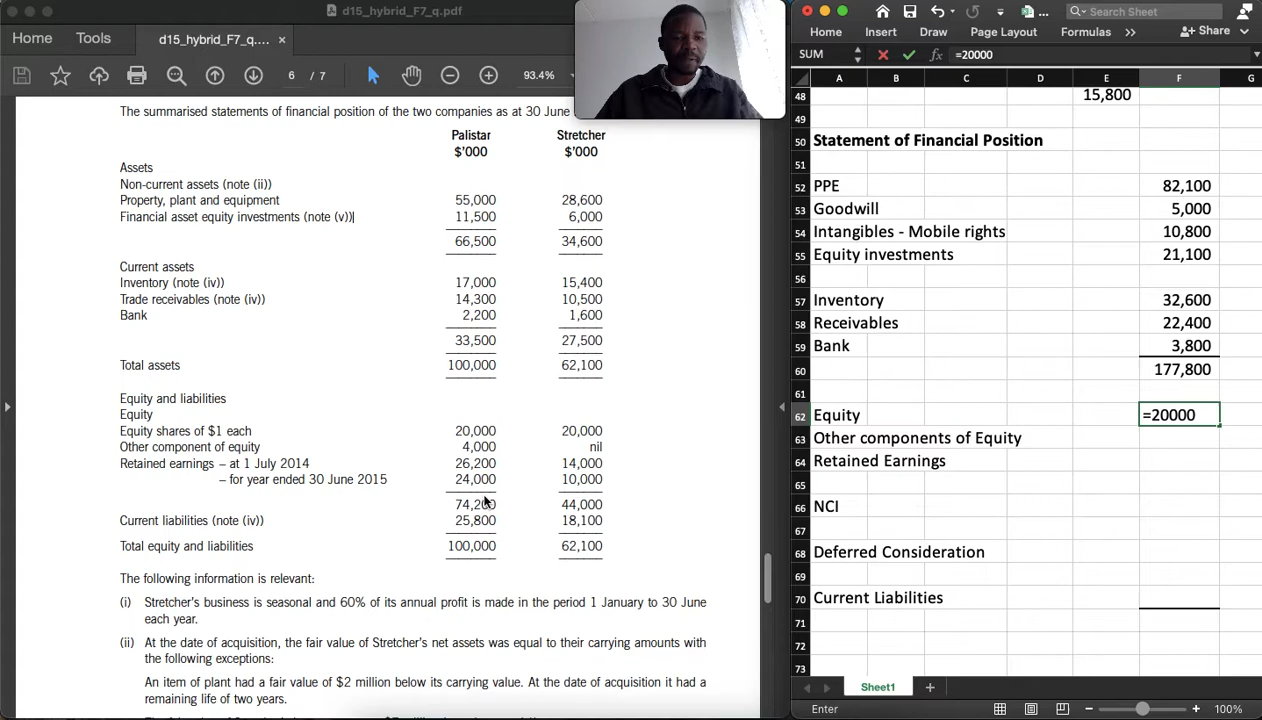 d15_hybrid_F7_q.pdf
Home Tools d15_hybrid_F7_q.... ×
6 / 7 93.4%
The summarised statements of financial position of the two companies as at 30 June
Palistar Stretcher
$'000 $'000
Assets
Non-current assets (note (ii))
Property, plant and equipment 55,000 28,600
Financial asset equity investments (note (v)) 11,500 6,000
66,500 34,600
Current assets
Inventory (note (iv)) 17,000 15,400
Trade receivables (note (iv)) 14,300 10,500
Bank 2,200 1,600
33,500 27,500
Total assets 100,000 62,100
Equity and liabilities
Equity
Equity shares of $1 each 20,000 20,000
Other component of equity 4,000 nil
Retained earnings – at 1 July 2014 26,200 14,000
– for year ended 30 June 2015 24,000 10,000
74,200 44,000
Current liabilities (note (iv)) 25,800 18,100
Total equity and liabilities 100,000 62,100
The following information is relevant:
(i) Stretcher's business is seasonal and 60% of its annual profit is made in the period 1 January to 30 June
each year.
(ii) At the date of acquisition, the fair value of Stretcher's net assets was equal to their carrying amounts with
the following exceptions:
An item of plant had a fair value of $2 million below its carrying value. At the date of acquisition it had a
remaining life of two years.
... Search Sheet
Home Insert Draw Page Layout Formulas >> Share
SUM fx =20000
A B C D E F G
48 15,800
49
50 Statement of Financial Position
51
52 PPE 82,100
53 Goodwill 5,000
54 Intangibles - Mobile rights 10,800
55 Equity investments 21,100
56
57 Inventory 32,600
58 Receivables 22,400
59 Bank 3,800
60 177,800
61
62 Equity =20000
63 Other components of Equity
64 Retained Earnings
65
66 NCI
67
68 Deferred Consideration
69
70 Current Liabilities
71
72
73
Sheet1 +
Enter 100%